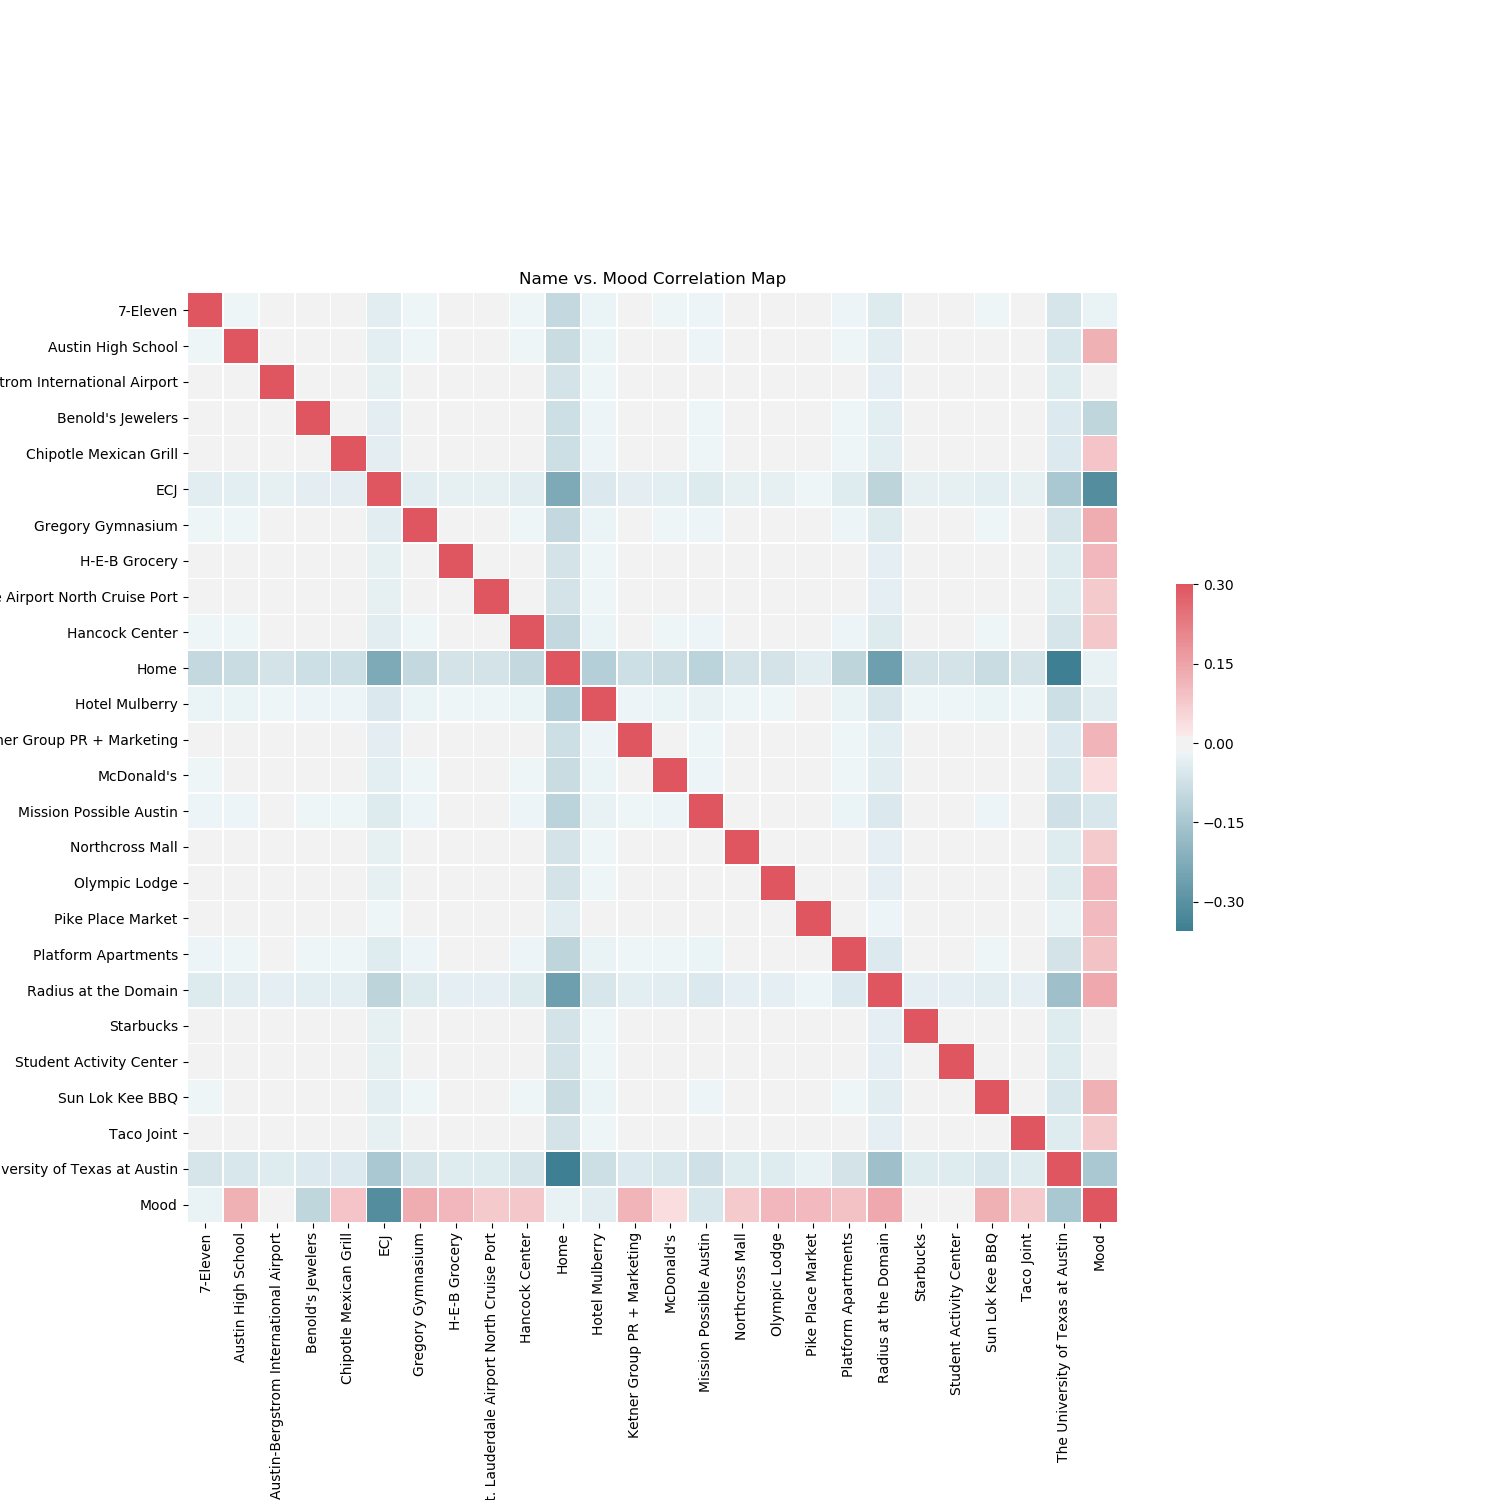 Name vs. Mood Correlation Map
7-Eleven
Austin High School
trom International Airport
Benold's Jewelers
Chipotle Mexican Grill
ECJ
Gregory Gymnasium
H-E-B Grocery
Airport North Cruise Port
Hancock Center
Home
Hotel Mulberry
ner Group PR + Marketing
McDonald's
Mission Possible Austin
Northcross Mall
Olympic Lodge
Pike Place Market
Platform Apartments
Radius at the Domain
Starbucks
Student Activity Center
Sun Lok Kee BBQ
Taco Joint
versity of Texas at Austin
Mood
7-Eleven
Austin High School
Austin-Bergstrom International Airport
Benold's Jewelers
Chipotle Mexican Grill
ECJ
Gregory Gymnasium
H-E-B Grocery
t. Lauderdale Airport North Cruise Port
Hancock Center
Home
Hotel Mulberry
Ketner Group PR + Marketing
McDonald's
Mission Possible Austin
Northcross Mall
Olympic Lodge
Pike Place Market
Platform Apartments
Radius at the Domain
Starbucks
Student Activity Center
Sun Lok Kee BBQ
Taco Joint
The University of Texas at Austin
Mood
0.30
0.15
0.00
−0.15
−0.30